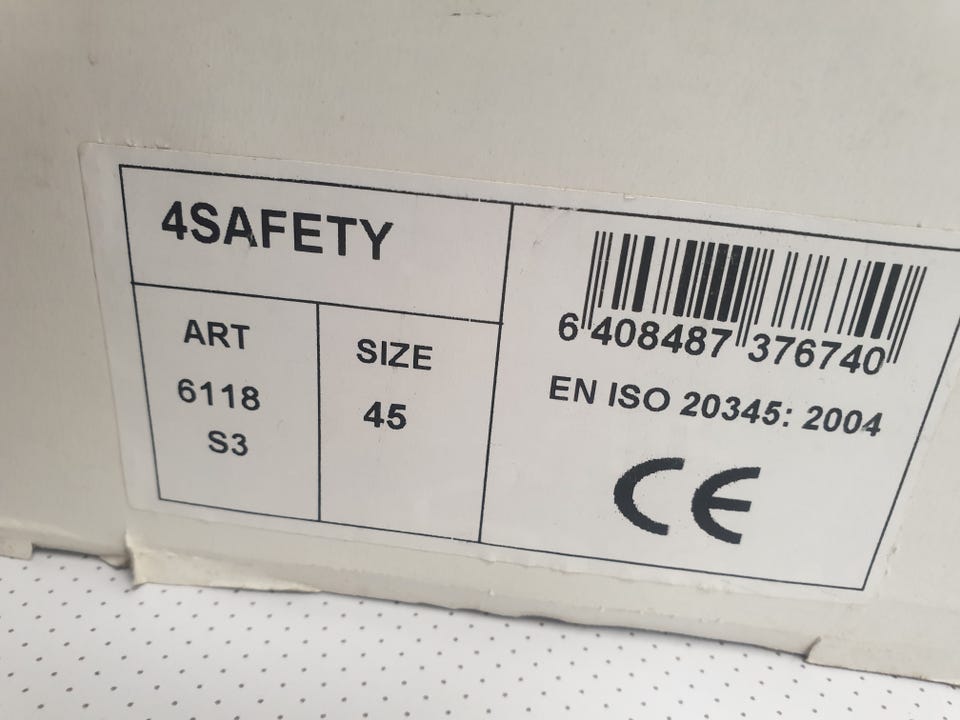 4SAFETY
ART
6118
S3
SIZE
45
6 408487 376740
EN ISO 20345: 2004
CE